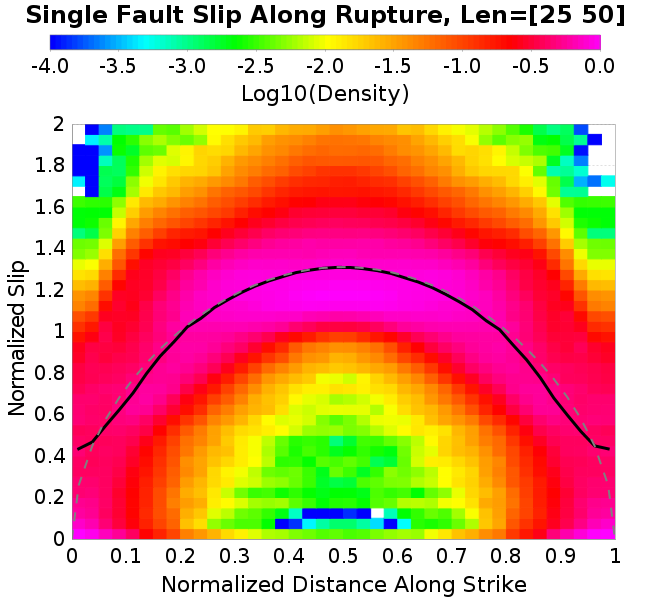 Single Fault Slip Along Rupture, Len=[25 50]
-4.0 -3.5 -3.0 -2.5 -2.0 -1.5 -1.0 -0.5 0.0
Log10(Density)
2
1.8
1.6
1.4
1.2
1
0.8
0.6
0.4
0.2
0
Normalized Slip
0 0.1 0.2 0.3 0.4 0.5 0.6 0.7 0.8 0.9 1
Normalized Distance Along Strike